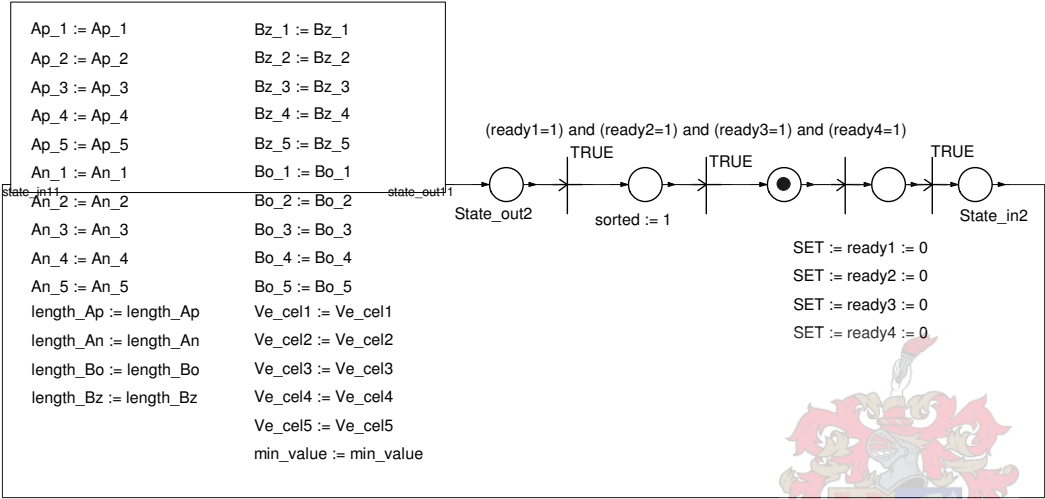 Ap_1 := Ap_1
Ap_2 := Ap_2
Ap_3 := Ap_3
Ap_4 := Ap_4
Ap_5 := Ap_5
An_1 := An_1
state_in11
An_2 := An_2
An_3 := An_3
An_4 := An_4
An_5 := An_5
length_Ap := length_Ap
length_An := length_An
length_Bo := length_Bo
length_Bz := length_Bz
Bz_1 := Bz_1
Bz_2 := Bz_2
Bz_3 := Bz_3
Bz_4 := Bz_4
Bz_5 := Bz_5
Bo_1 := Bo_1
state_out11
Bo_2 := Bo_2
Bo_3 := Bo_3
Bo_4 := Bo_4
Bo_5 := Bo_5
Ve_cel1 := Ve_cel1
Ve_cel2 := Ve_cel2
Ve_cel3 := Ve_cel3
Ve_cel4 := Ve_cel4
Ve_cel5 := Ve_cel5
min_value := min_value
(ready1=1) and (ready2=1) and (ready3=1) and (ready4=1)
TRUE
TRUE
TRUE
State_out2
sorted := 1
State_in2
SET := ready1 := 0
SET := ready2 := 0
SET := ready3 := 0
SET := ready4 := 0